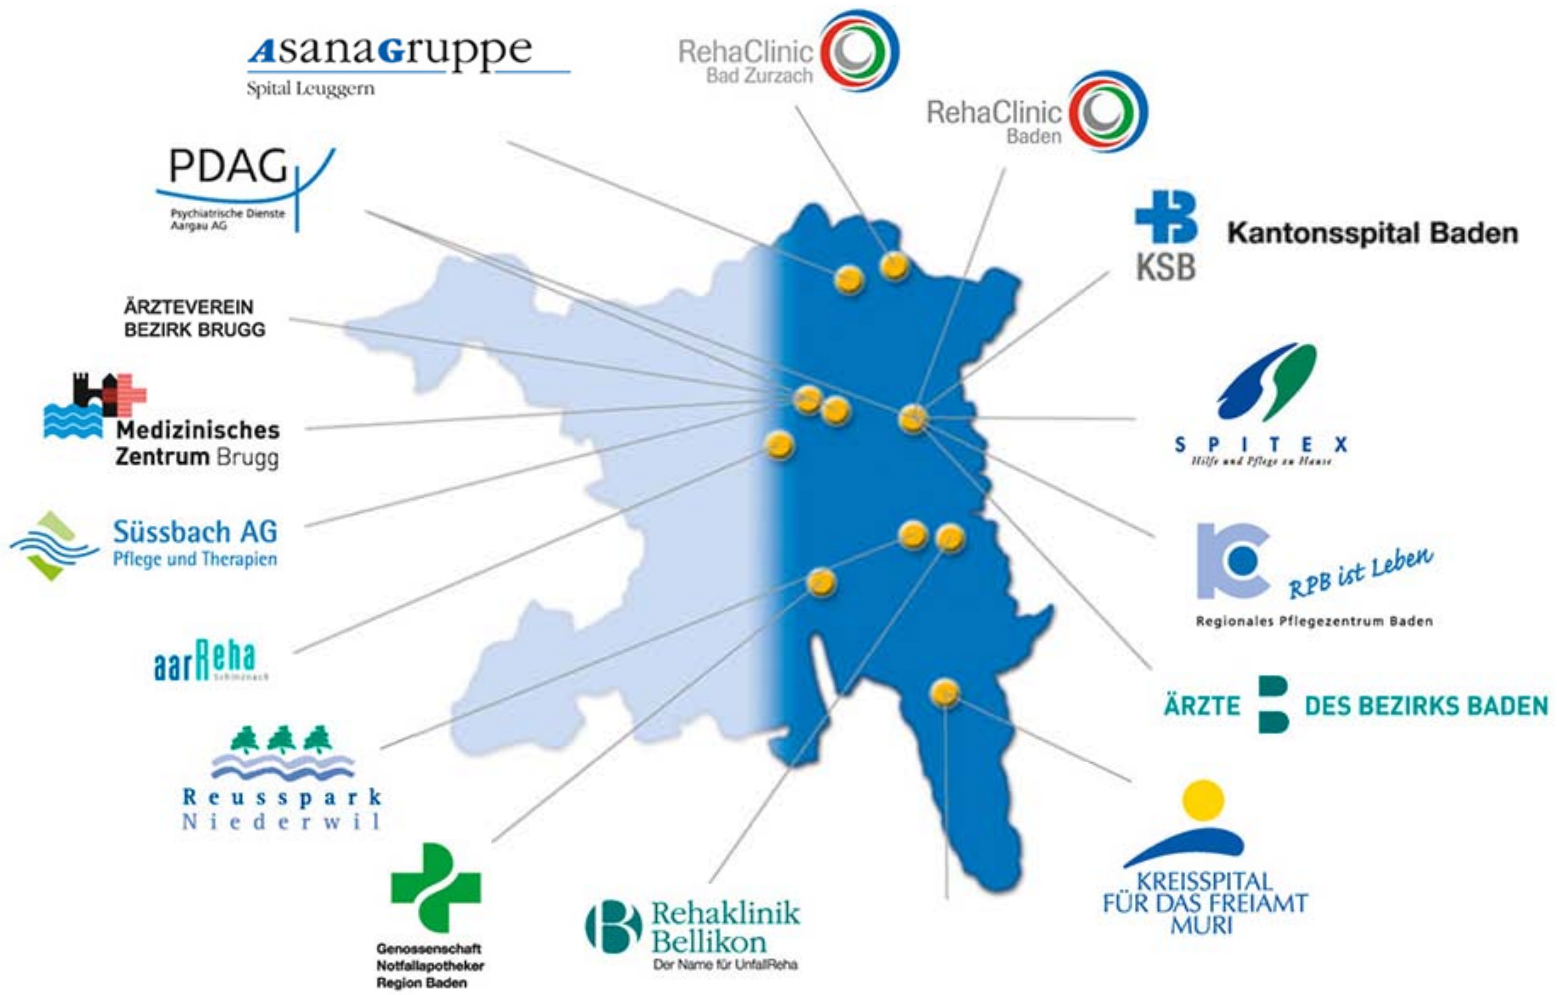 AsanaGruppe
Spital Leuggern
RehaClinic
Bad Zurzach
RehaClinic
Baden
PDAG
Psychiatrische Dienste
Aargau AG
KSB
Kantonsspital Baden
ÄRZTEVEREIN
BEZIRK BRUGG
Medizinisches
Zentrum Brugg
SPITEX
Hilfe und Pflege zu Hause
Süssbach AG
Pflege und Therapien
RPB ist Leben
Regionales Pflegezentrum Baden
aarReha
Schinznach
ÄRZTE DES BEZIRKS BADEN
Reusspark
Niederwil
KREISSPITAL
FÜR DAS FREIAMT
MURI
Genossenschaft
Notfallapotheker
Region Baden
Rehaklinik
Bellikon
Der Name für UnfallReha